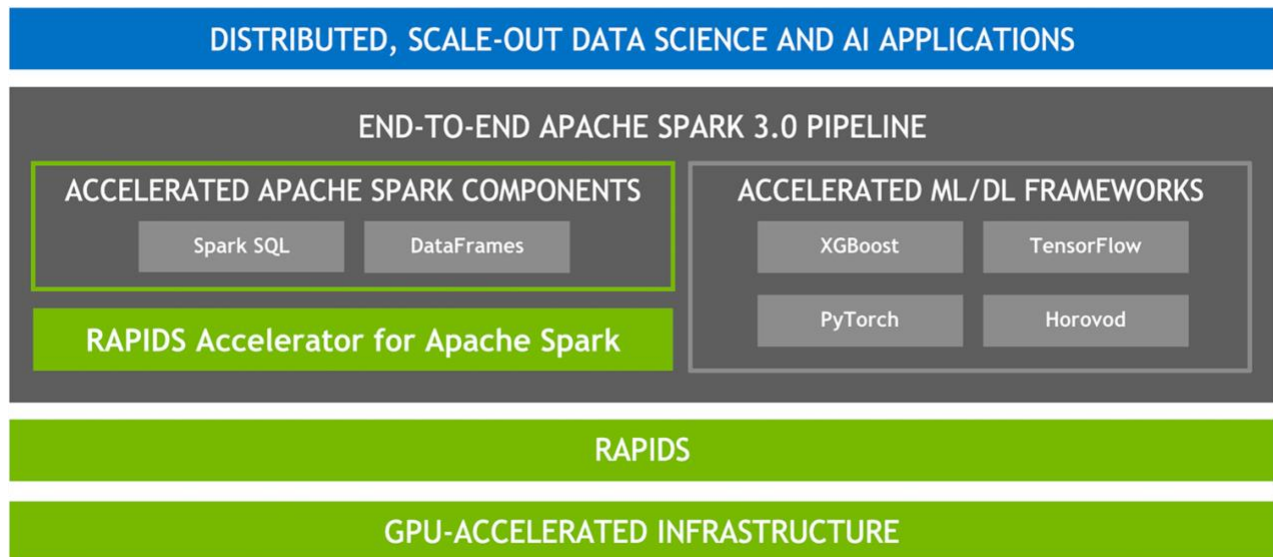 DISTRIBUTED, SCALE-OUT DATA SCIENCE AND AI APPLICATIONS
END-TO-END APACHE SPARK 3.0 PIPELINE
ACCELERATED APACHE SPARK COMPONENTS
Spark SQL
DataFrames
RAPIDS Accelerator for Apache Spark
ACCELERATED ML/DL FRAMEWORKS
XGBoost
TensorFlow
PyTorch
Horovod
RAPIDS
GPU-ACCELERATED INFRASTRUCTURE